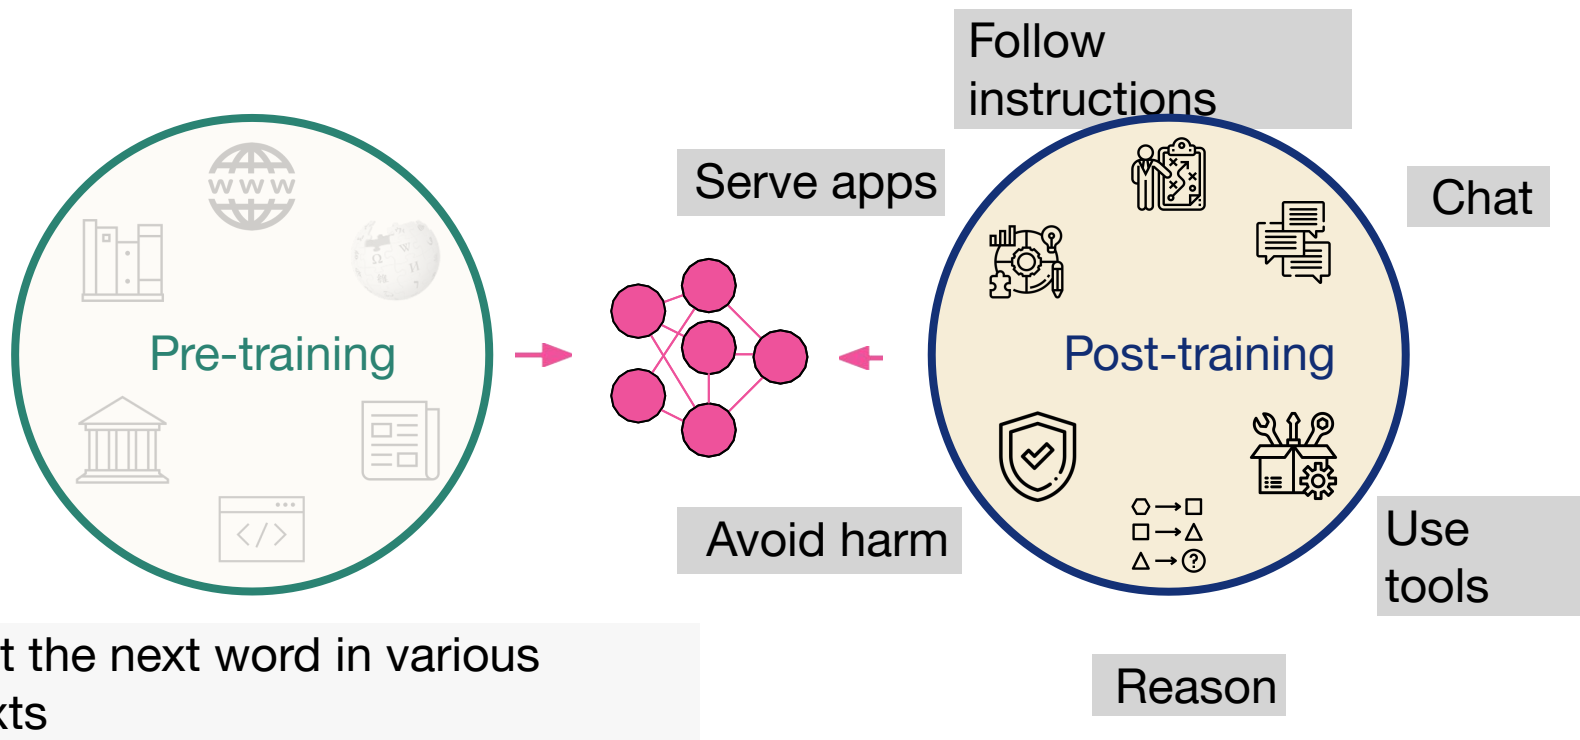 Follow
instructions
Serve apps
Chat
WWW
Pre-training
Post-training
</>
?
Avoid harm
Use
tools
t the next word in various
xts
Reason